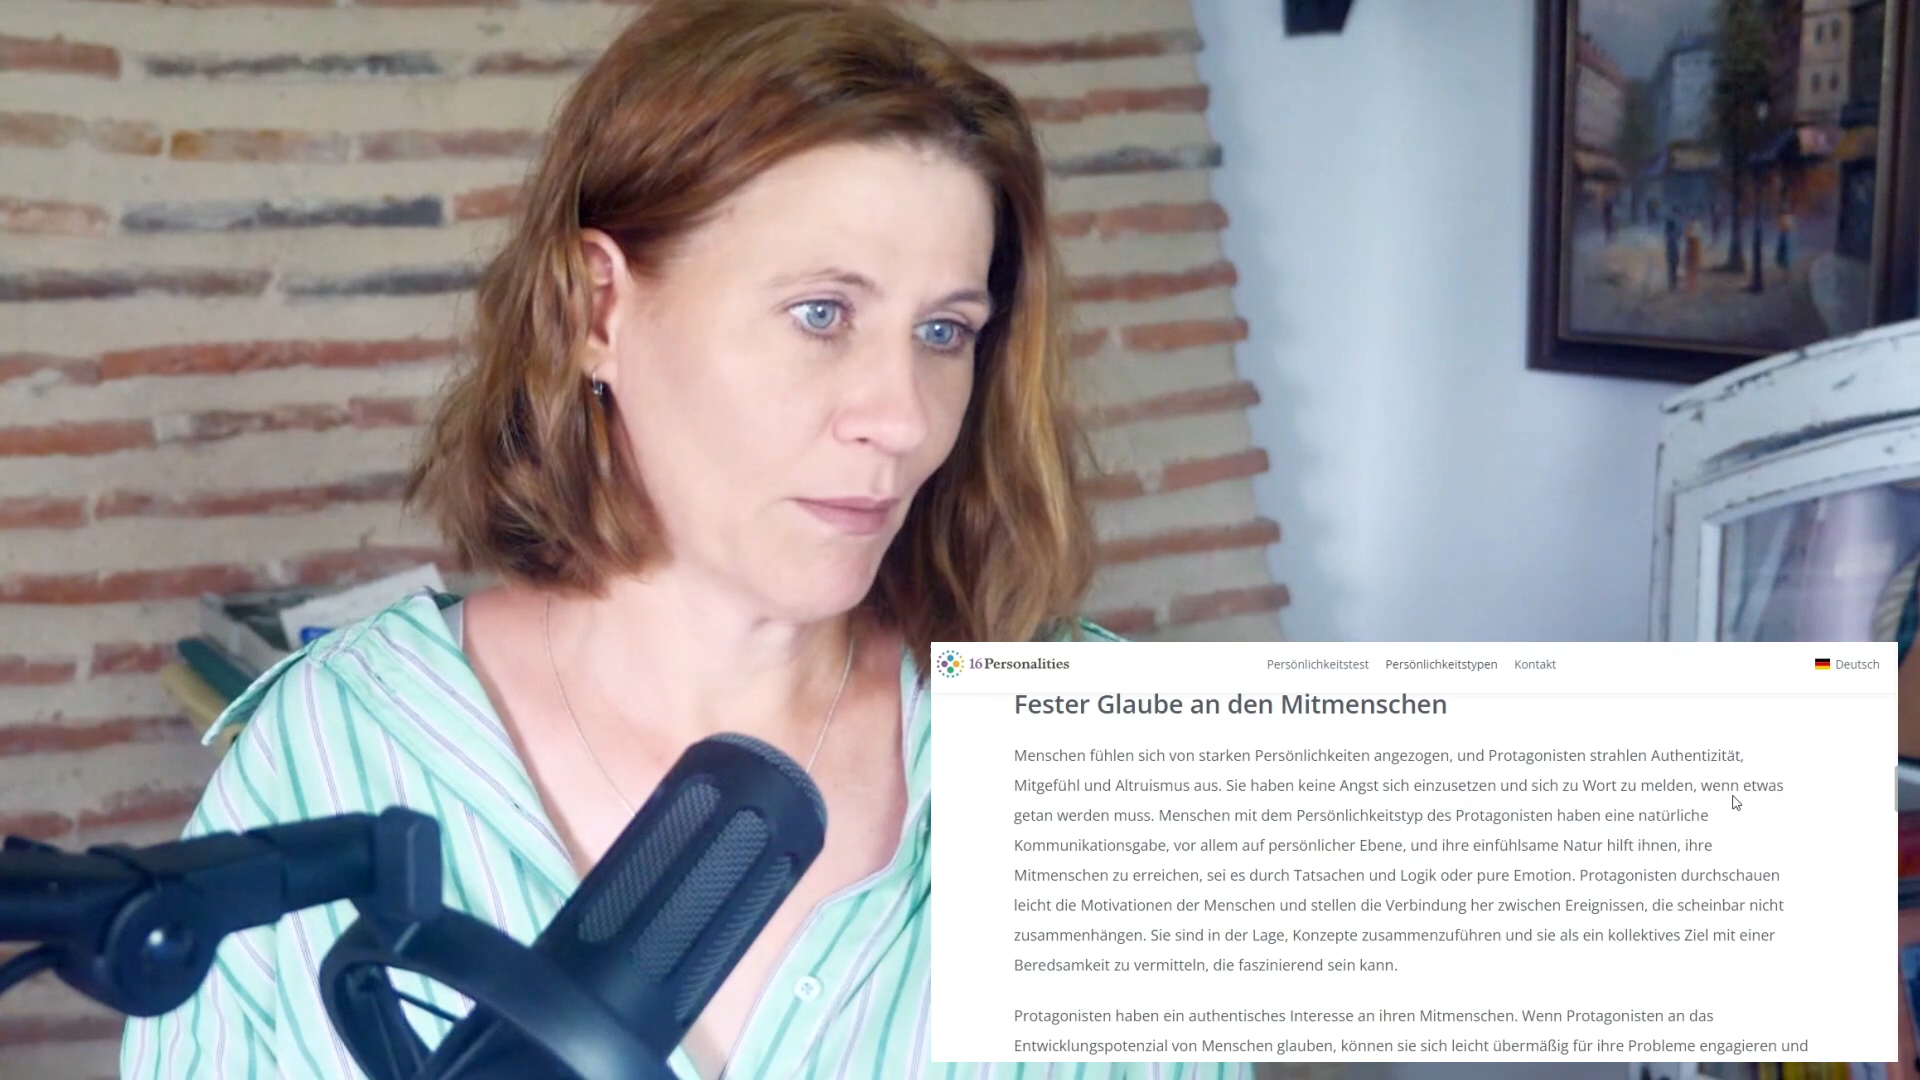 16Personalities
Persönlichkeitstest Persönlichkeitstypen Kontakt
Deutsch
Fester Glaube an den Mitmenschen
Menschen fühlen sich von starken Persönlichkeiten angezogen, und Protagonisten strahlen Authentizität,
Mitgefühl und Altruismus aus. Sie haben keine Angst sich einzusetzen und sich zu Wort zu melden, wenn etwas
getan werden muss. Menschen mit dem Persönlichkeitstyp des Protagonisten haben eine natürliche
Kommunikationsgabe, vor allem auf persönlicher Ebene, und ihre einfühlsame Natur hilft ihnen, ihre
Mitmenschen zu erreichen, sei es durch Tatsachen und Logik oder pure Emotion. Protagonisten durchschauen
leicht die Motivationen der Menschen und stellen die Verbindung her zwischen Ereignissen, die scheinbar nicht
zusammenhängen. Sie sind in der Lage, Konzepte zusammenzuführen und sie als ein kollektives Ziel mit einer
Beredsamkeit zu vermitteln, die faszinierend sein kann.
Protagonisten haben ein authentisches Interesse an ihren Mitmenschen. Wenn Protagonisten an das
Entwicklungspotenzial von Menschen glauben, können sie sich leicht übermäßig für ihre Probleme engagieren und